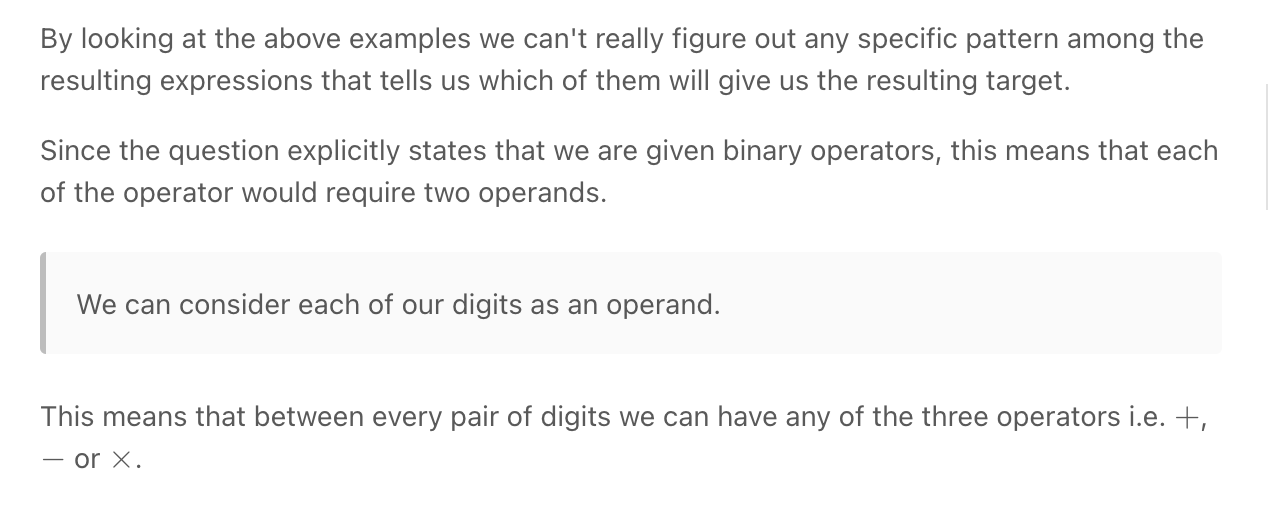 By looking at the above examples we can't really figure out any specific pattern among the
resulting expressions that tells us which of them will give us the resulting target.
Since the question explicitly states that we are given binary operators, this means that each
of the operator would require two operands.
We can consider each of our digits as an operand.
This means that between every pair of digits we can have any of the three operators i.e. +,
− or ×.